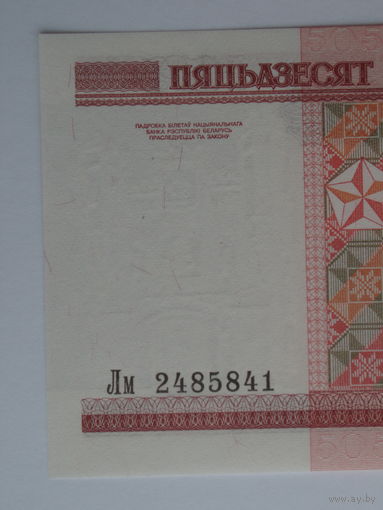 ПЯЦЬДЗЕСЯТ
ПАДРОБКА БІЛЕТАЎ НАЦЫЯНАЛЬНАГА
БАНКА РЭСПУБЛІКІ БЕЛАРУСЬ
ПРАСЛЕДУЕЦЦА ПА ЗАКОНУ
Лм 2485841
www.ay.by